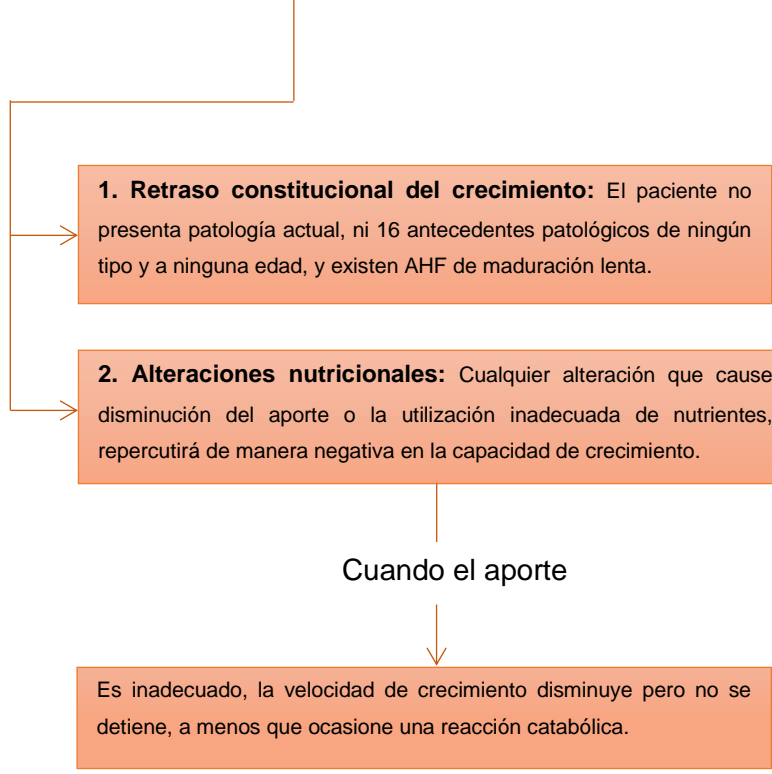 1. Retraso constitucional del crecimiento: El paciente no
presenta patología actual, ni 16 antecedentes patológicos de ningún
tipo y a ninguna edad, y existen AHF de maduración lenta.
2. Alteraciones nutricionales: Cualquier alteración que cause
disminución del aporte o la utilización inadecuada de nutrientes,
repercutirá de manera negativa en la capacidad de crecimiento.
Cuando el aporte
Es inadecuado, la velocidad de crecimiento disminuye pero no se
detiene, a menos que ocasione una reacción catabólica.